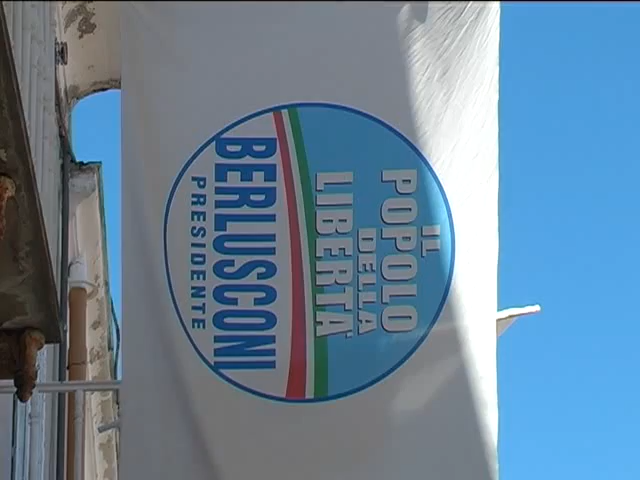 IL
POPOLO
DELLA
LIBERTÀ
BERLUSCONI
PRESIDENTE